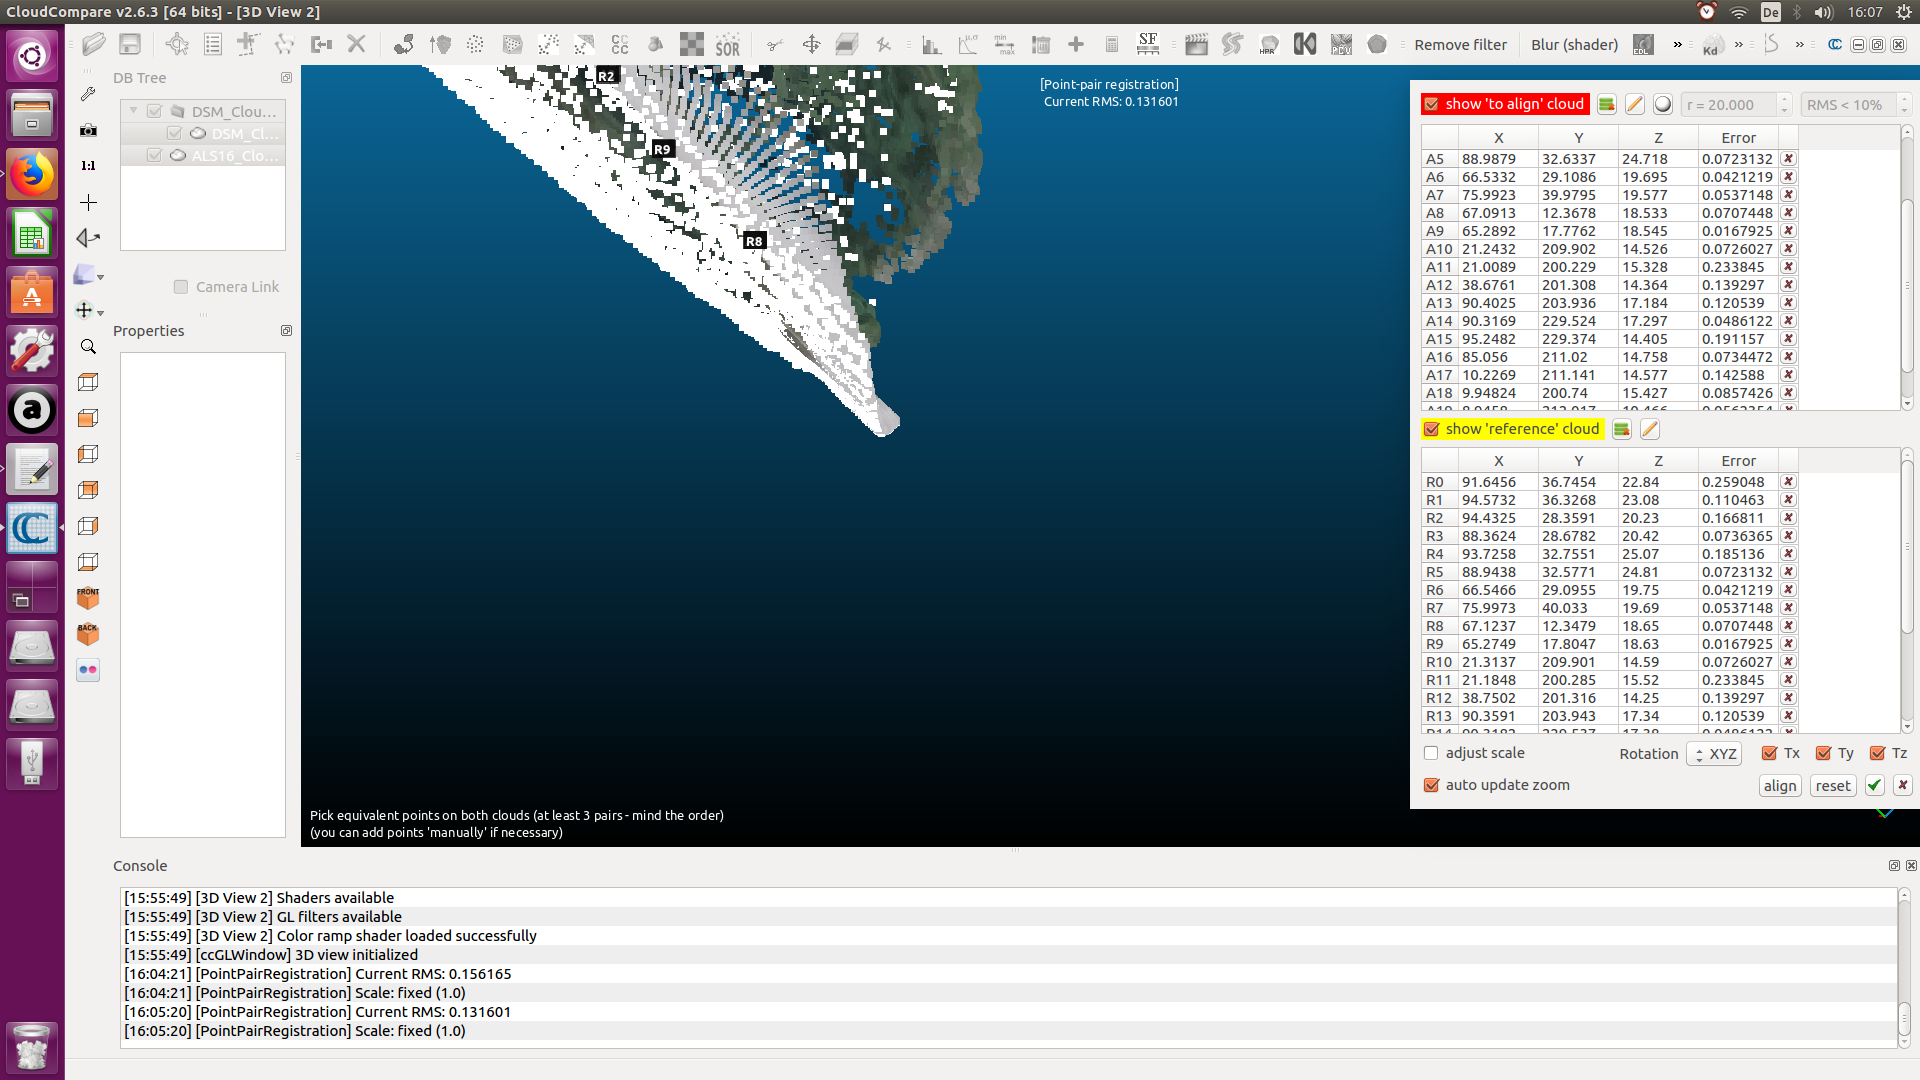 CloudCompare v2.6.3 [64 bits] - [3D View 2]
De
16:07
SOR
SF
Remove filter
Blur (shader)
EDL
»
Kd
»
»
DB Tree
DSM_Clou...
DSM_Cl...
ALS16_Clo...
1:1
Camera Link
Properties
FRONT
BACK
R2
R9
R8
[Point-pair registration]
Current RMS: 0.131601
show 'to align' cloud
r = 20.000
RMS < 10%
X Y Z Error
A5 88.9879 32.6337 24.718 0.0723132
A6 66.5332 29.1086 19.695 0.0421219
A7 75.9923 39.9795 19.577 0.0537148
A8 67.0913 12.3678 18.533 0.0707448
A9 65.2892 17.7762 18.545 0.0167925
A10 21.2432 209.902 14.526 0.0726027
A11 21.0089 200.229 15.328 0.233845
A12 38.6761 201.308 14.364 0.139297
A13 90.4025 203.936 17.184 0.120539
A14 90.3169 229.524 17.297 0.0486122
A15 95.2482 229.374 14.405 0.191157
A16 85.056 211.02 14.758 0.0734472
A17 10.2269 211.141 14.577 0.142588
A18 9.94824 200.74 15.427 0.0857426
show 'reference' cloud
X Y Z Error
R0 91.6456 36.7454 22.84 0.259048
R1 94.5732 36.3268 23.08 0.110463
R2 94.4325 28.3591 20.23 0.166811
R3 88.3624 28.6782 20.42 0.0736365
R4 93.7258 32.7551 25.07 0.185136
R5 88.9438 32.5771 24.81 0.0723132
R6 66.5466 29.0955 19.75 0.0421219
R7 75.9973 40.033 19.69 0.0537148
R8 67.1237 12.3479 18.65 0.0707448
R9 65.2749 17.8047 18.63 0.0167925
R10 21.3137 209.901 14.59 0.0726027
R11 21.1848 200.285 15.52 0.233845
R12 38.7502 201.316 14.25 0.139297
R13 90.3591 203.943 17.34 0.120539
adjust scale
Rotation XYZ Tx Ty Tz
auto update zoom
align reset
Pick equivalent points on both clouds (at least 3 pairs - mind the order)
(you can add points 'manually' if necessary)
Console
[15:55:49] [3D View 2] Shaders available
[15:55:49] [3D View 2] GL filters available
[15:55:49] [3D View 2] Color ramp shader loaded successfully
[15:55:49] [ccGLWindow] 3D view initialized
[16:04:21] [PointPairRegistration] Current RMS: 0.156165
[16:04:21] [PointPairRegistration] Scale: fixed (1.0)
[16:05:20] [PointPairRegistration] Current RMS: 0.131601
[16:05:20] [PointPairRegistration] Scale: fixed (1.0)